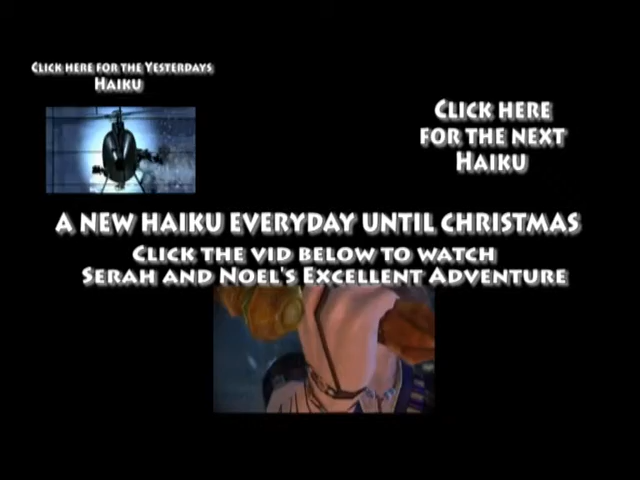 Click here for the Yesterdays
Haiku
Click here
for the next
Haiku
A NEW HAIKU EVERYDAY UNTIL CHRISTMAS
Click the vid below to watch
Serah and Noel's Excellent Adventure